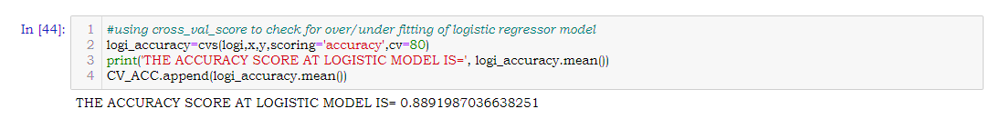 In [44]:
1 #using cross_val_score to check for over/under fitting of logistic regressor model
2 logi_accuracy=cvs(logi,x,y,scoring='accuracy',cv=80)
3 print('THE ACCURACY SCORE AT LOGISTIC MODEL IS=', logi_accuracy.mean())
4 CV_ACC.append(logi_accuracy.mean())
THE ACCURACY SCORE AT LOGISTIC MODEL IS= 0.8891987036638251